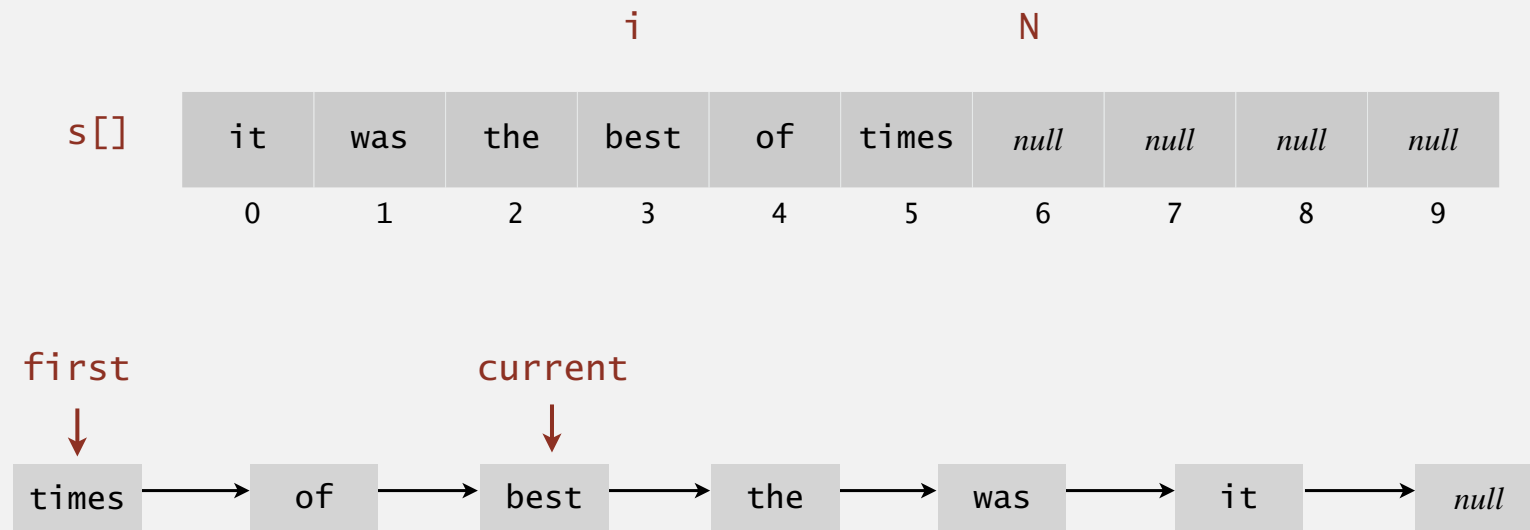 i N
s[] it was the best of times null null null null
0 1 2 3 4 5 6 7 8 9
first current
times of best the was it null